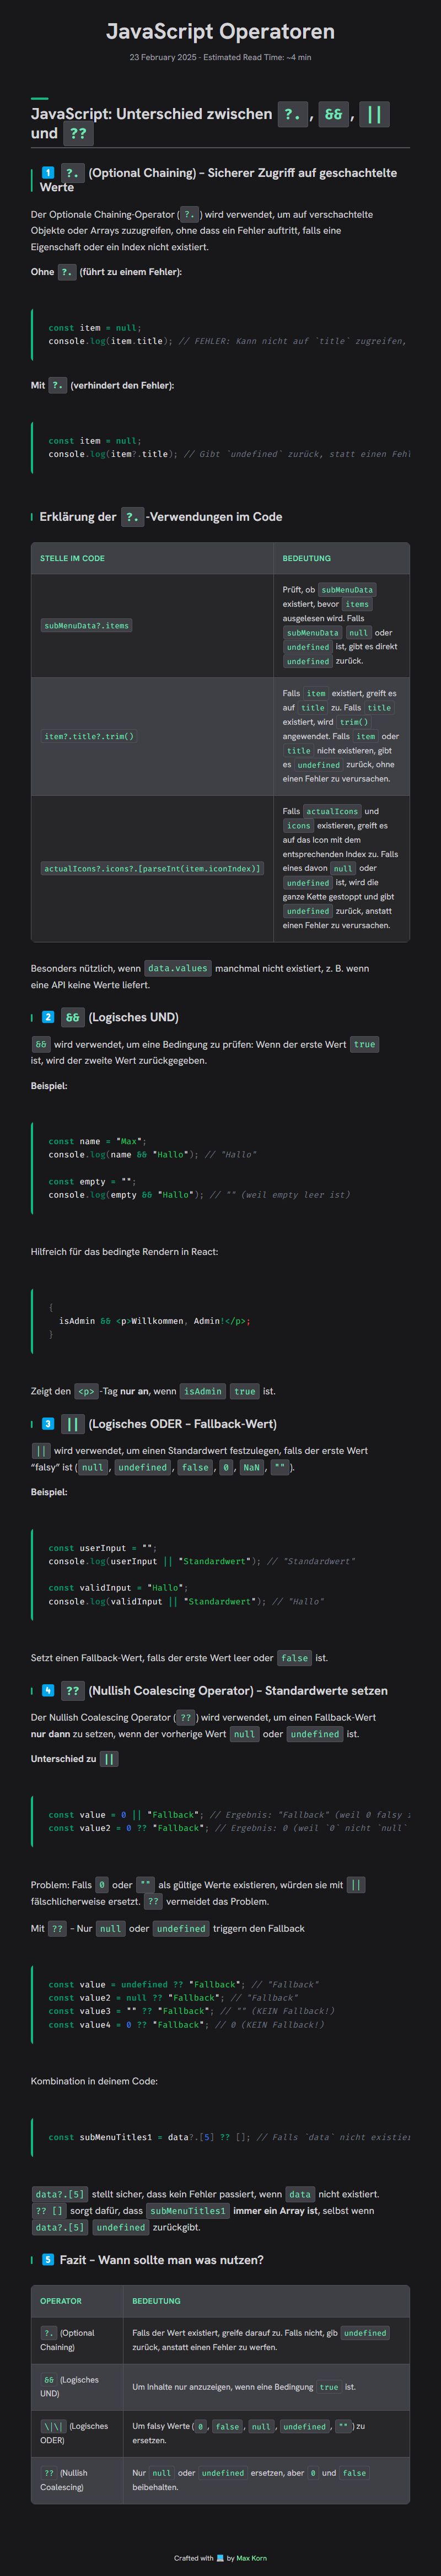 JavaScript Operatoren
23 February 2025 · Estimated Read Time: ~4 min
JavaScript: Unterschied zwischen ?. , && , ||
und ??
1 ?. (Optional Chaining) – Sicherer Zugriff auf geschachtelte
Werte
Der Optionale Chaining-Operator ( ?. ) wird verwendet, um auf verschachtelte
Objekte oder Arrays zuzugreifen, ohne dass ein Fehler auftritt, falls eine
Eigenschaft oder ein Index nicht existiert.
Ohne ?. (führt zu einem Fehler):
const item = null;
console.log(item.title); // FEHLER: Kann nicht auf `title` zugreifen,
Mit ?. (verhindert den Fehler):
const item = null;
console.log(item?.title); // Gibt `undefined` zurück, statt einen Fehl
Erklärung der ?. -Verwendungen im Code
STELLE IM CODE BEDEUTUNG
subMenuData?.items
Prüft, ob subMenuData
existiert, bevor items
ausgelesen wird. Falls
subMenuData null oder
undefined ist, gibt es direkt
undefined zurück.
item?.title?.trim()
Falls item existiert, greift es
auf title zu. Falls title
existiert, wird trim()
angewendet. Falls item oder
title nicht existieren, gibt
es undefined zurück, ohne
einen Fehler zu verursachen.
actualIcons?.icons?.[parseInt(item.iconIndex)]
Falls actualIcons und
icons existieren, greift es
auf das Icon mit dem
entsprechenden Index zu. Falls
eines davon null oder
undefined ist, wird die
ganze Kette gestoppt und gibt
undefined zurück, anstatt
einen Fehler zu verursachen.
Besonders nützlich, wenn data.values manchmal nicht existiert, z. B. wenn
eine API keine Werte liefert.
2 && (Logisches UND)
&& wird verwendet, um eine Bedingung zu prüfen: Wenn der erste Wert true
ist, wird der zweite Wert zurückgegeben.
Beispiel:
const name = "Max";
console.log(name && "Hallo"); // "Hallo"
const empty = "";
console.log(empty && "Hallo"); // "" (weil empty leer ist)
Hilfreich für das bedingte Rendern in React:
{
isAdmin && <p>Willkommen, Admin!</p>;
}
Zeigt den <p> -Tag nur an, wenn isAdmin true ist.
3 || (Logisches ODER – Fallback-Wert)
|| wird verwendet, um einen Standardwert festzulegen, falls der erste Wert
“falsy” ist ( null , undefined , false , 0 , NaN , "" ).
Beispiel:
const userInput = "";
console.log(userInput || "Standardwert"); // "Standardwert"
const validInput = "Hallo";
console.log(validInput || "Standardwert"); // "Hallo"
Setzt einen Fallback-Wert, falls der erste Wert leer oder false ist.
4 ?? (Nullish Coalescing Operator) – Standardwerte setzen
Der Nullish Coalescing Operator ( ?? ) wird verwendet, um einen Fallback-Wert
nur dann zu setzen, wenn der vorherige Wert null oder undefined ist.
Unterschied zu ||
const value = 0 || "Fallback"; // Ergebnis: "Fallback" (weil 0 falsy i
const value2 = 0 ?? "Fallback"; // Ergebnis: 0 (weil `0` nicht `null`
Problem: Falls 0 oder "" als gültige Werte existieren, würden sie mit ||
fälschlicherweise ersetzt. ?? vermeidet das Problem.
Mit ?? – Nur null oder undefined triggern den Fallback
const value = undefined ?? "Fallback"; // "Fallback"
const value2 = null ?? "Fallback"; // "Fallback"
const value3 = "" ?? "Fallback"; // "" (KEIN Fallback!)
const value4 = 0 ?? "Fallback"; // 0 (KEIN Fallback!)
Kombination in deinem Code:
const subMenuTitles1 = data?.[5] ?? []; // Falls `data` nicht existier
data?.[5] stellt sicher, dass kein Fehler passiert, wenn data nicht existiert.
?? [] sorgt dafür, dass subMenuTitles1 immer ein Array ist, selbst wenn
data?.[5] undefined zurückgibt.
5 Fazit – Wann sollte man was nutzen?
OPERATOR BEDEUTUNG
?. (Optional
Chaining)
Falls der Wert existiert, greife darauf zu. Falls nicht, gib undefined
zurück, anstatt einen Fehler zu werfen.
&& (Logisches
UND)
Um Inhalte nur anzuzeigen, wenn eine Bedingung true ist.
\|\| (Logisches
ODER)
Um falsy Werte ( 0 , false , null , undefined , "" ) zu
ersetzen.
?? (Nullish
Coalescing)
Nur null oder undefined ersetzen, aber 0 und false
beibehalten.
Crafted with 💻 by Max Korn